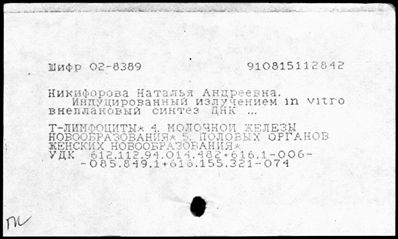 Шифр 02-8389 910815112842
Никифорова Наталья Андреевна.
Индуцированный излучением in vitro
внеплановый синтез ДНК ...
Т-ЛИМФОЦИТЫ* 4. МОЛОЧНОЙ ЖЕЛЕЗЫ
НОВООБРАЗОВАНИЯ* 5. ПОЛОВЫХ ОРГАНОВ
ЖЕНСКИХ НОВООБРАЗОВАНИЯ*
УДК 612.112.94.014.482+616.1-006-
-085.849.1+618.155.321-074